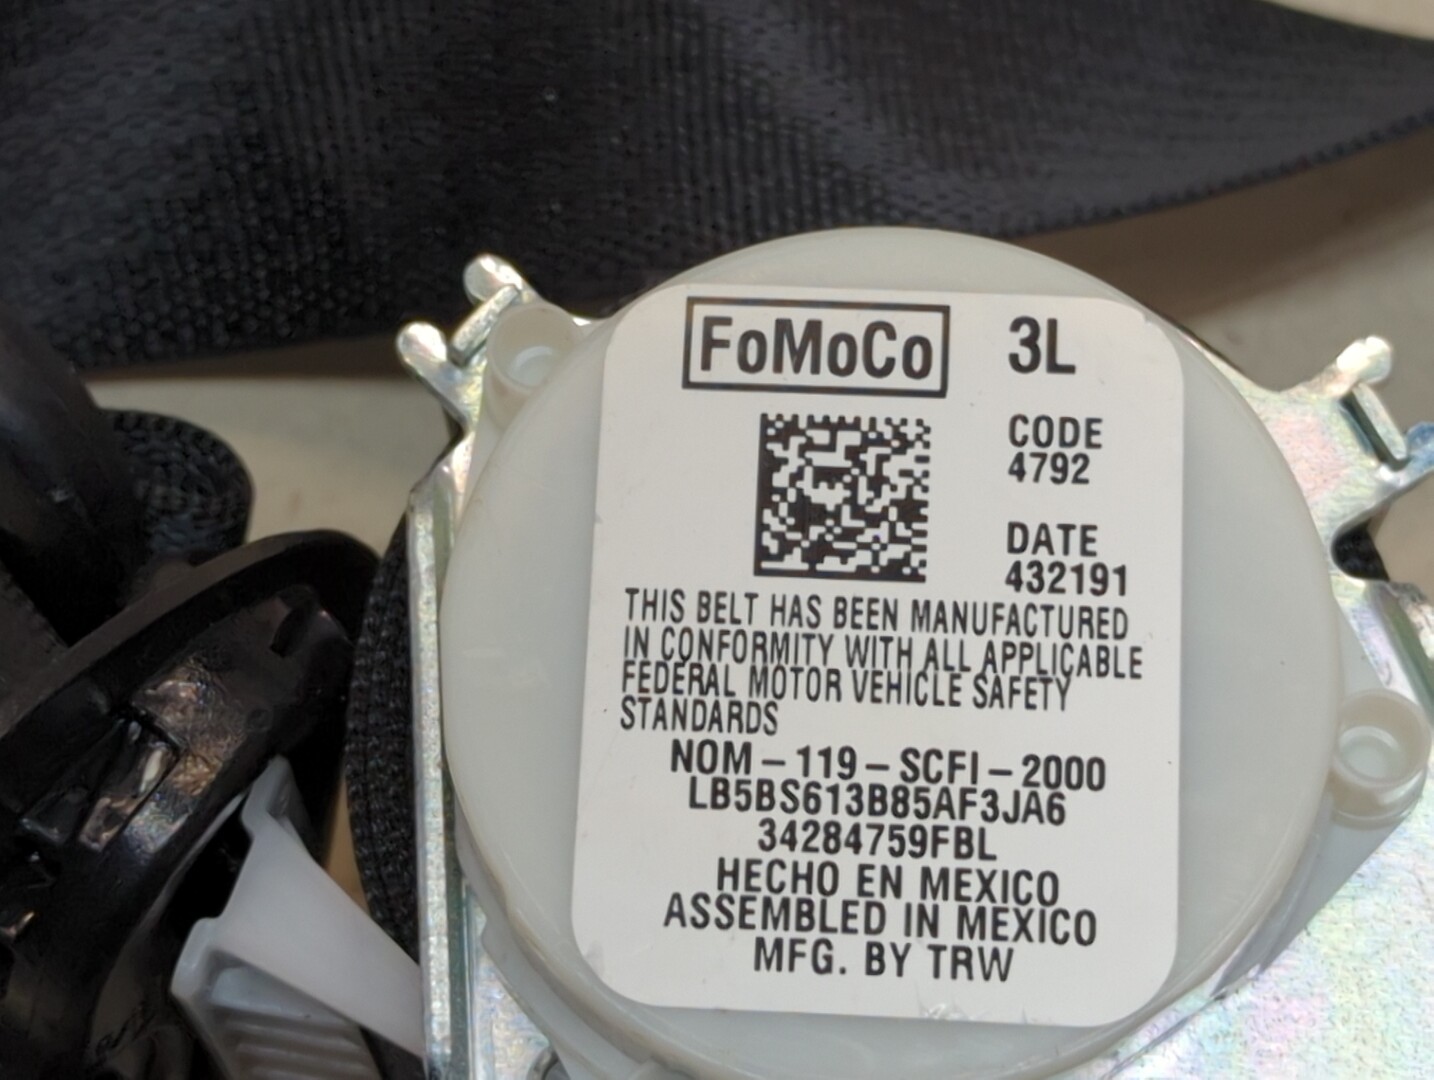 FoMoCo 3L
CODE
4792
DATE
432191
THIS BELT HAS BEEN MANUFACTURED
IN CONFORMITY WITH ALL APPLICABLE
FEDERAL MOTOR VEHICLE SAFETY
STANDARDS
NOM – 119 – SCFI – 2000
LB5BS613B85AF3JA6
34284759FBL
HECHO EN MEXICO
ASSEMBLED IN MEXICO
MFG. BY TRW